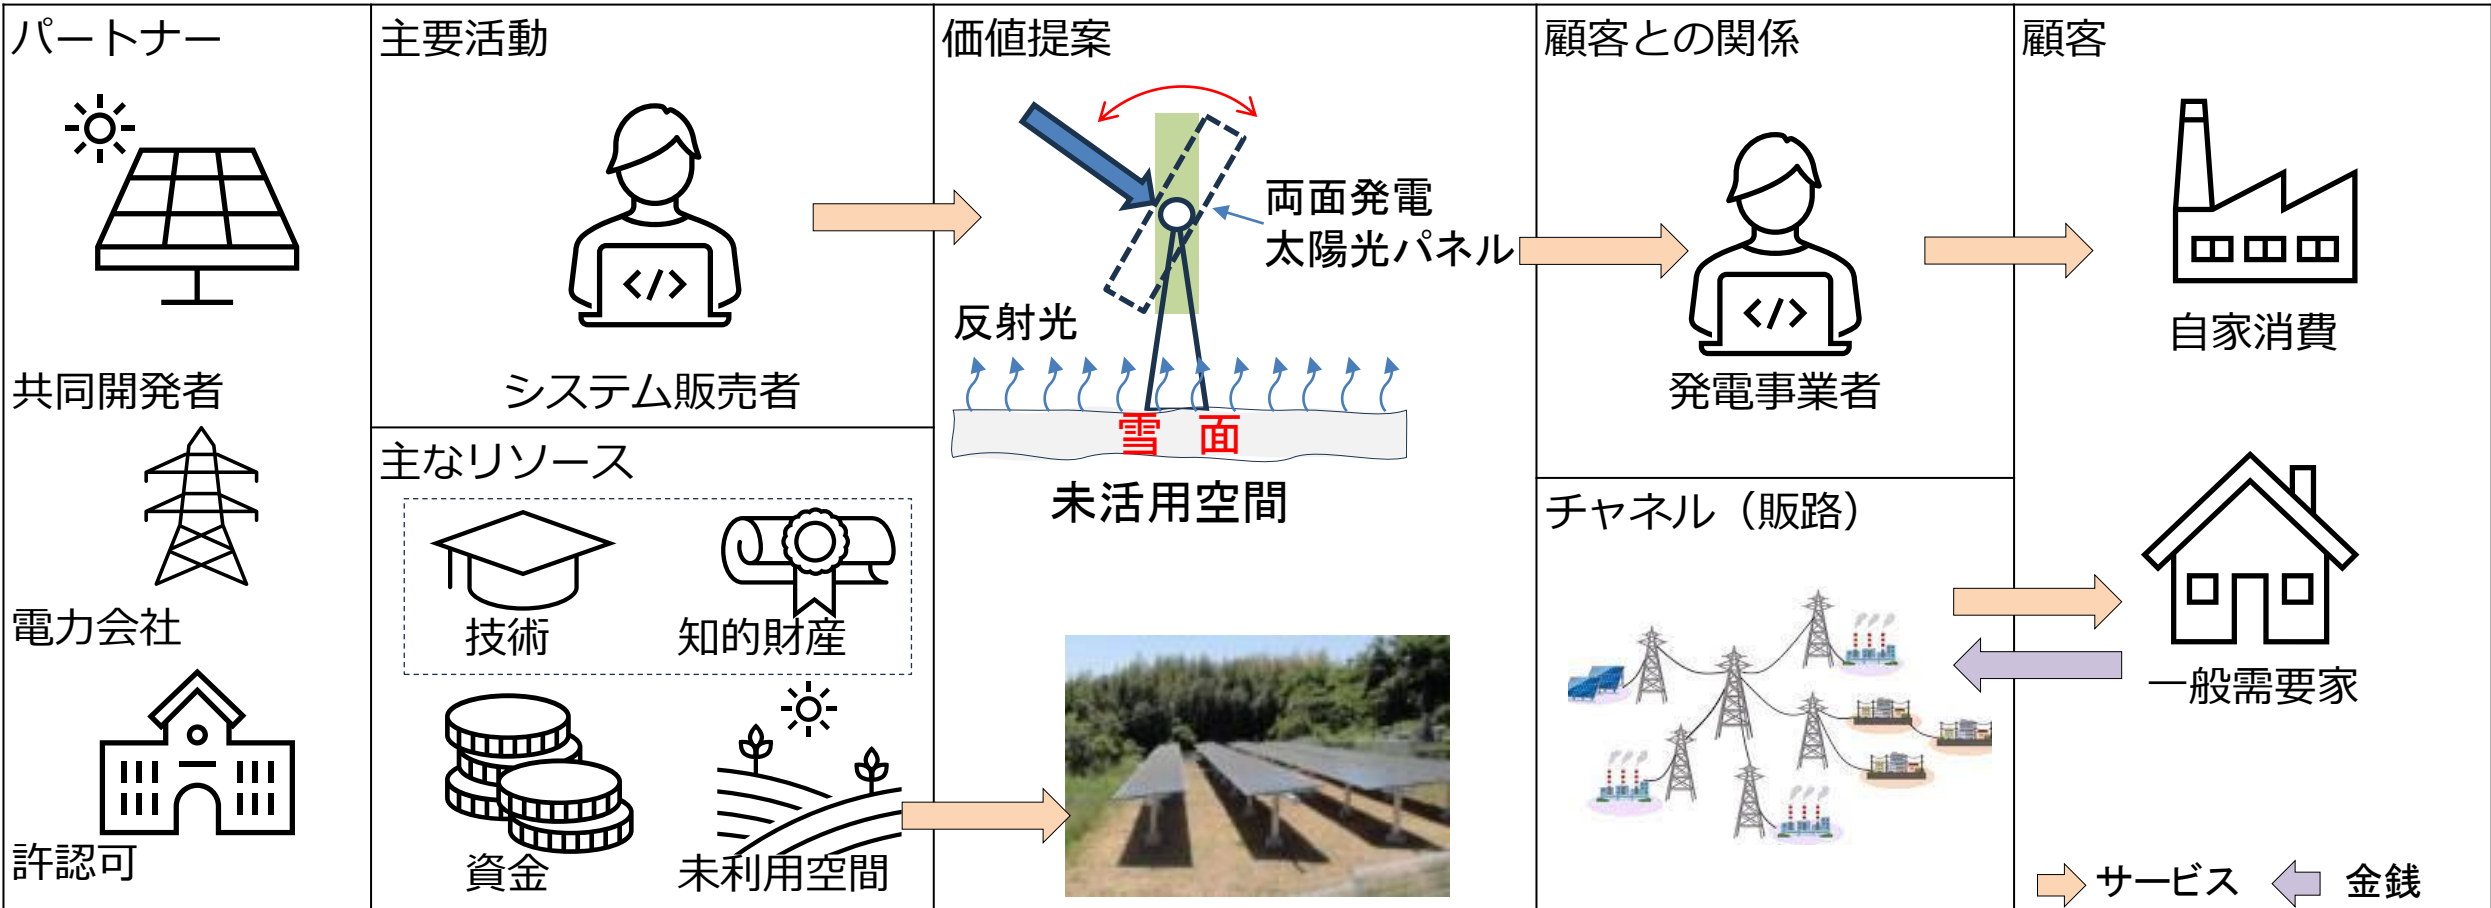 パートナー
共同開発者
電力会社
許認可
主要活動
システム販売者
主なリソース
技術
知的財産
資金
未利用空間
価値提案
両面発電
太陽光パネル
反射光
雪 面
未活用空間
顧客との関係
発電事業者
チャネル（販路）
顧客
自家消費
一般需要家
サービス
金銭